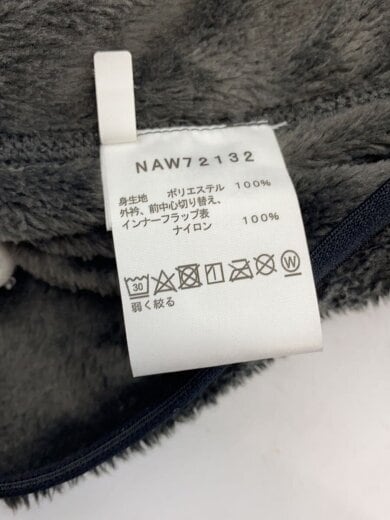 NAW72132
身生地 ポリエステル 100%
外衿、前中心切り替え、
インナーフラップ表
ナイロン 100%
30 W
弱く絞る